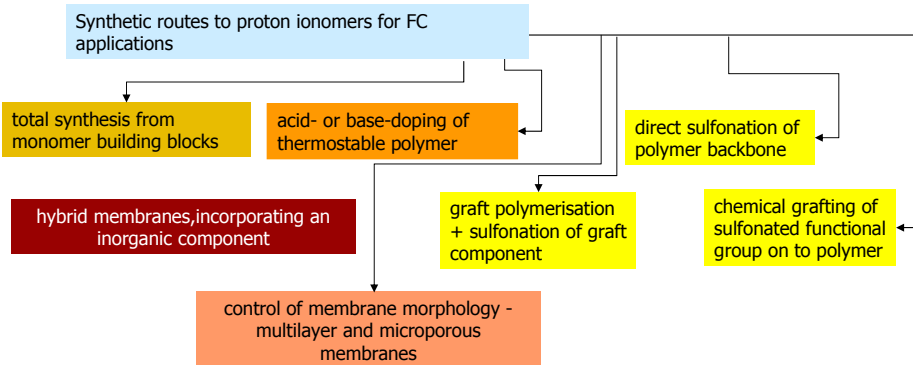 Synthetic routes to proton ionomers for FC
applications
total synthesis from
monomer building blocks
acid- or base-doping of
thermostable polymer
direct sulfonation of
polymer backbone
hybrid membranes,incorporating an
inorganic component
graft polymerisation
+ sulfonation of graft
component
chemical grafting of
sulfonated functional
group on to polymer
control of membrane morphology -
multilayer and microporous
membranes